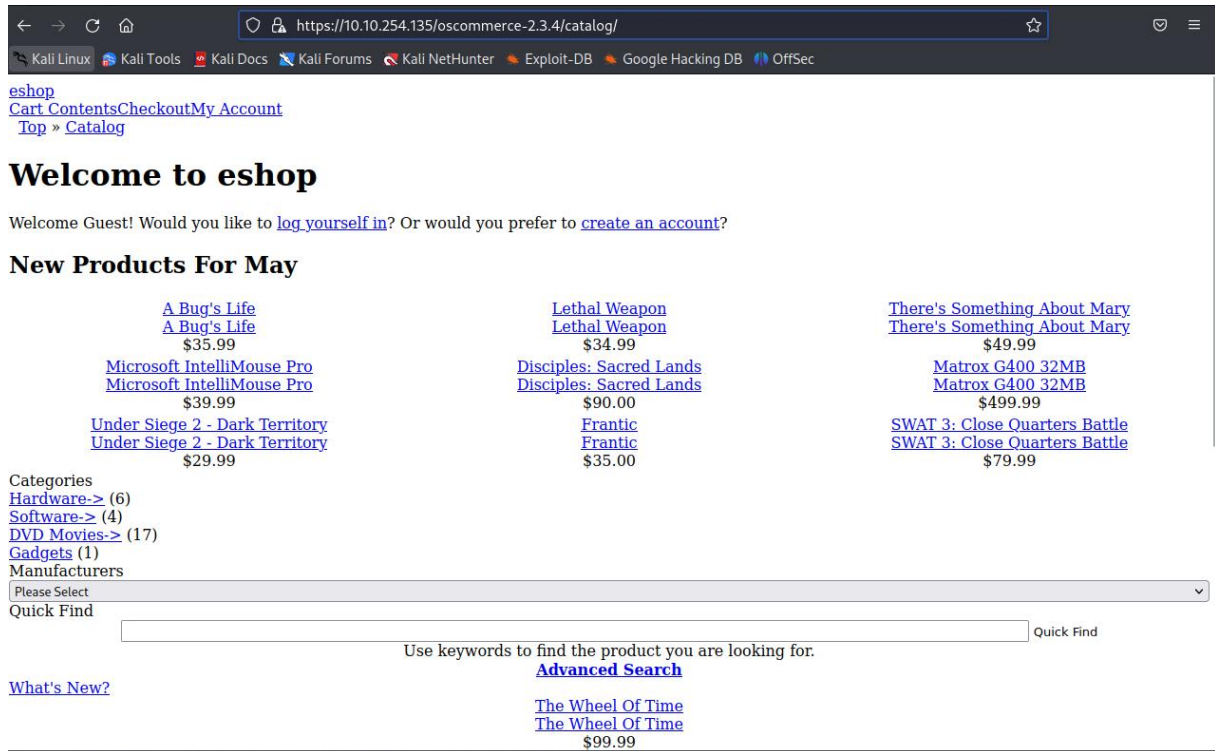 https://10.10.254.135/oscommerce-2.3.4/catalog/
Kali Linux Kali Tools Kali Docs Kali Forums Kali NetHunter Exploit-DB Google Hacking DB OffSec
eshop
Cart ContentsCheckoutMy Account
Top » Catalog
Welcome to eshop
Welcome Guest! Would you like to log yourself in? Or would you prefer to create an account?
New Products For May
A Bug's Life Lethal Weapon There's Something About Mary
A Bug's Life Lethal Weapon There's Something About Mary
$35.99 $34.99 $49.99
Microsoft IntelliMouse Pro Disciples: Sacred Lands Matrox G400 32MB
Microsoft IntelliMouse Pro Disciples: Sacred Lands Matrox G400 32MB
$39.99 $90.00 $499.99
Under Siege 2 - Dark Territory Frantic SWAT 3: Close Quarters Battle
Under Siege 2 - Dark Territory Frantic SWAT 3: Close Quarters Battle
$29.99 $35.00 $79.99
Categories
Hardware-> (6)
Software-> (4)
DVD Movies-> (17)
Gadgets (1)
Manufacturers
Please Select
Quick Find
Quick Find
Use keywords to find the product you are looking for.
Advanced Search
What's New?
The Wheel Of Time
The Wheel Of Time
$99.99